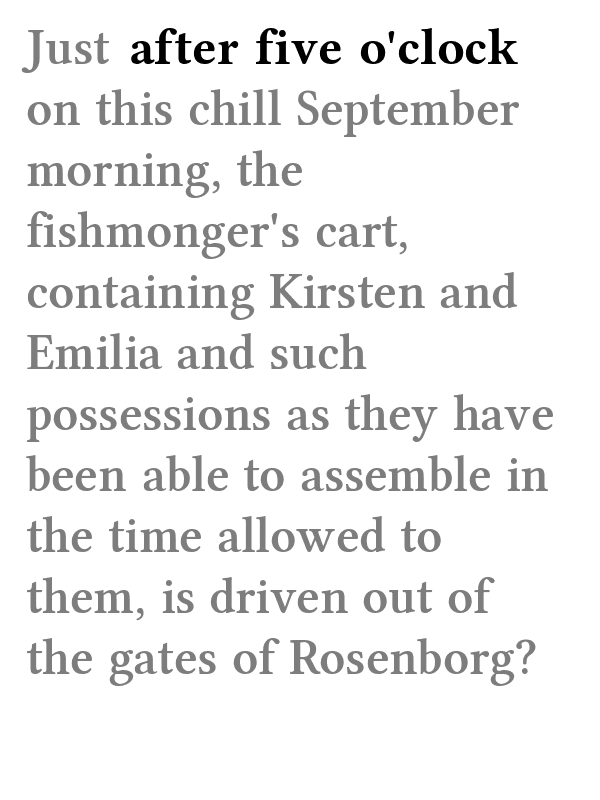 Just after five o'clock
on this chill September
morning, the
fishmonger's cart,
containing Kirsten and
Emilia and such
possessions as they have
been able to assemble in
the time allowed to
them, is driven out of
the gates of Rosenborg?